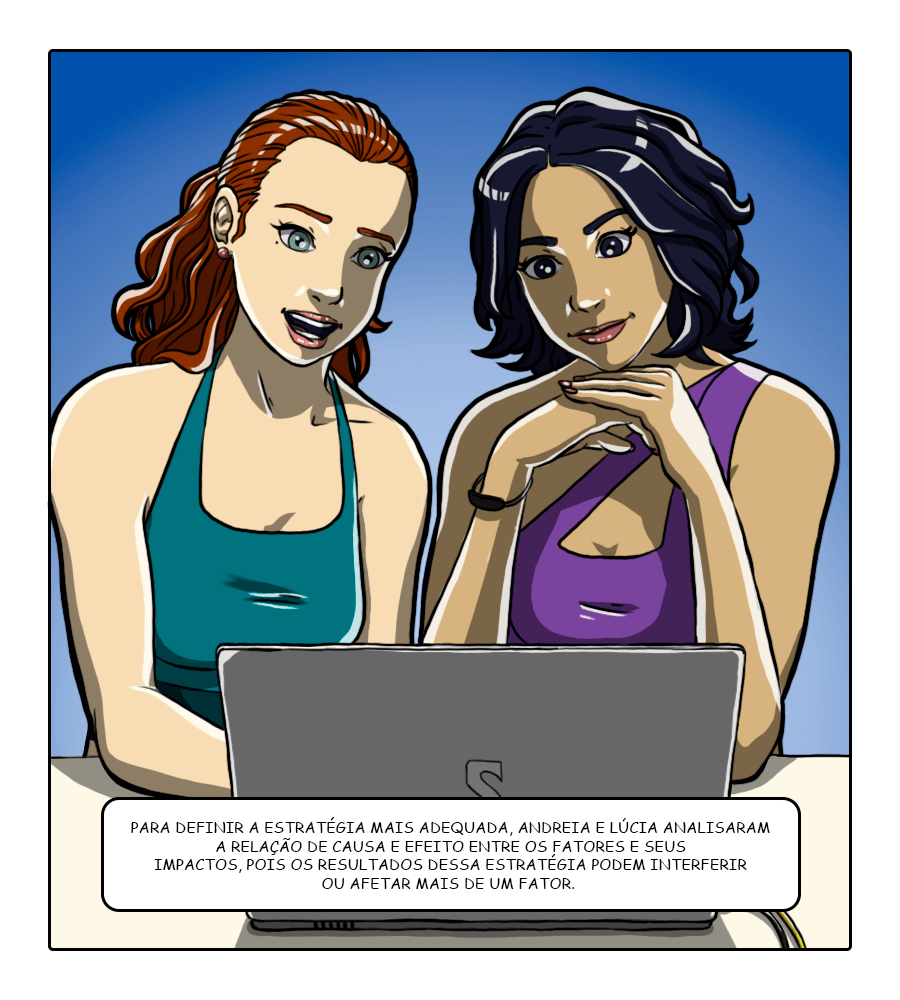 PARA DEFINIR A ESTRATÉGIA MAIS ADEQUADA, ANDREIA E LÚCIA ANALISARAM
A RELAÇÃO DE CAUSA E EFEITO ENTRE OS FATORES E SEUS
IMPACTOS, POIS OS RESULTADOS DESSA ESTRATÉGIA PODEM INTERFERIR
OU AFETAR MAIS DE UM FATOR.